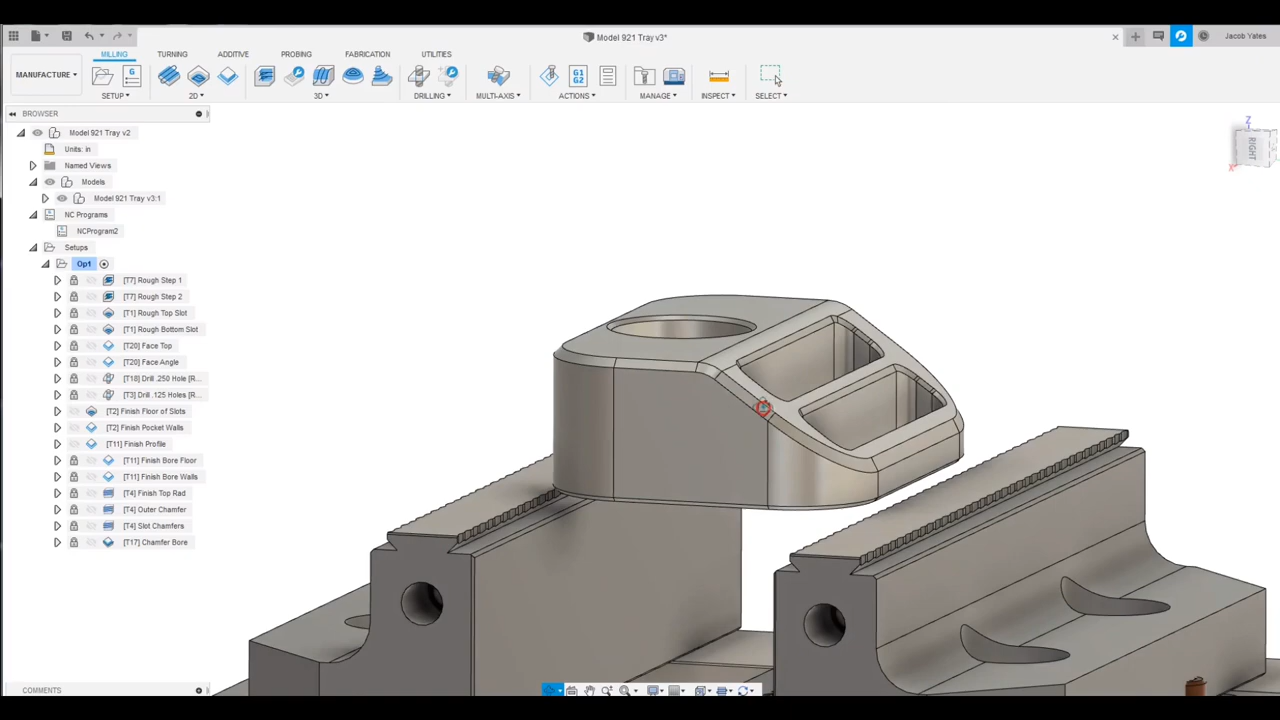 Model 921 Tray v3*
Jacob Yates
MILLING TURNING ADDITIVE PROBING FABRICATION UTILITIES
MANUFACTURE
G
G1
G2
SETUP 2D 3D DRILLING MULTI-AXIS ACTIONS MANAGE INSPECT SELECT
BROWSER
Model 921 Tray v2
Units: in
Named Views
Models
Model 921 Tray v3:1
NC Programs
NCProgram2
Setups
Op1
[T7] Rough Step 1
[T7] Rough Step 2
[T1] Rough Top Slot
[T1] Rough Bottom Slot
[T20] Face Top
[T20] Face Angle
[T18] Drill .250 Hole [R...
[T3] Drill .125 Holes [R...
[T2] Finish Floor of Slots
[T2] Finish Pocket Walls
[T11] Finish Profile
[T11] Finish Bore Floor
[T11] Finish Bore Walls
[T4] Finish Top Rad
[T4] Outer Chamfer
[T4] Slot Chamfers
[T17] Chamfer Bore
Z
RIGHT
X
COMMENTS